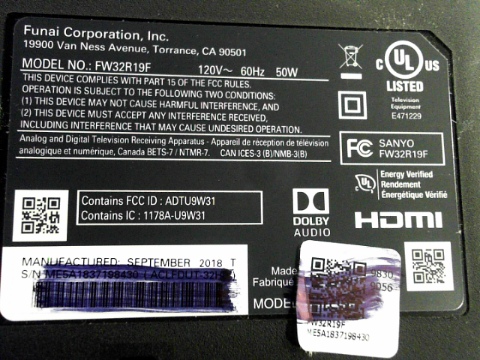 Funai Corporation, Inc.
19900 Van Ness Avenue, Torrance, CA 90501
MODEL NO.: FW32R19F 120V~ 60Hz 50W
THIS DEVICE COMPLIES WITH PART 15 OF THE FCC RULES.
OPERATION IS SUBJECT TO THE FOLLOWING TWO CONDITIONS:
(1) THIS DEVICE MAY NOT CAUSE HARMFUL INTERFERENCE, AND
(2) THIS DEVICE MUST ACCEPT ANY INTERFERENCE RECEIVED,
INCLUDING INTERFERENCE THAT MAY CAUSE UNDESIRED OPERATION.
Analog and Digital Television Receiving Apparatus - Appareil de réception de télévision
analogique et numérique, Canada BETS-7 / NTMR-7. CAN ICES-3 (B)/NMB-3(B)
C UL US
LISTED
Television
Equipment
E471229
FC SANYO
FW32R19F
Energy Verified
Rendement
Énergétique Vérifié
Contains FCC ID : ADTU9W31
Contains IC : 1178A-U9W31
DOLBY
AUDIO
HDMI
MANUFACTURED: SEPTEMBER 2018 T
S/N ME5A1837198430
Made
Fabriqué
MODEL
9830
9056
FW32R19F
ME5A1837198430